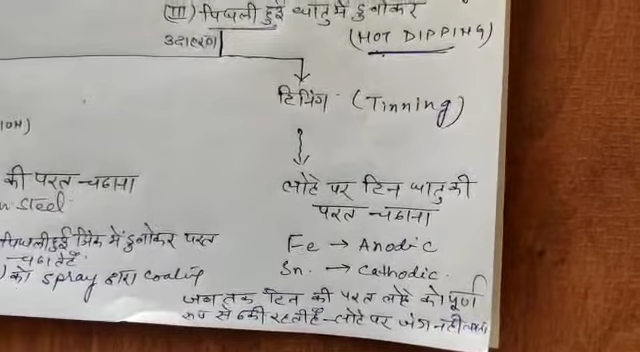 (III) पिघली हुई धातु में डुबोकर
उदाहरण
(HOT DIPPING)
टिनिंग - (Tinning)
लोहे पर टिन धातु की
परत चढाना
Fe → Anodic
Sn. → Cathodic.
जब तक टिन की परत लोहे को पूर्ण
रूप से ढकी रहती है - लोहे पर जंग नहीं
ION)
की परत चढाना
n steel.
पिघली हुई जिंक में डुबोकर परत
चढाते हैं.
) को spray द्वारा coating